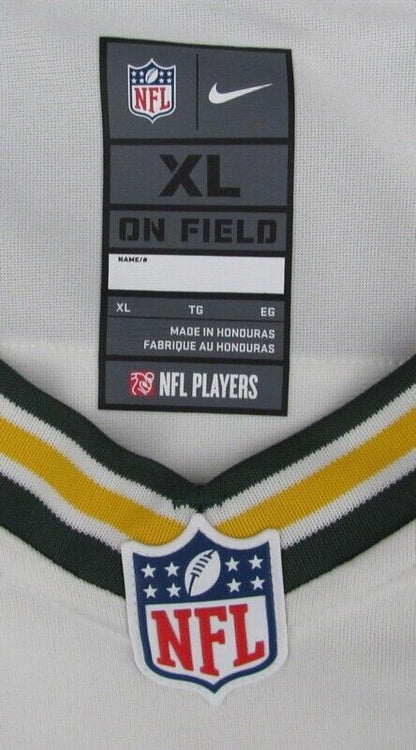 NFL
XL
ON FIELD
NAME/#
XL TG EG
MADE IN HONDURAS
FABRIQUE AU HONDURAS
NFL PLAYERS
NFL